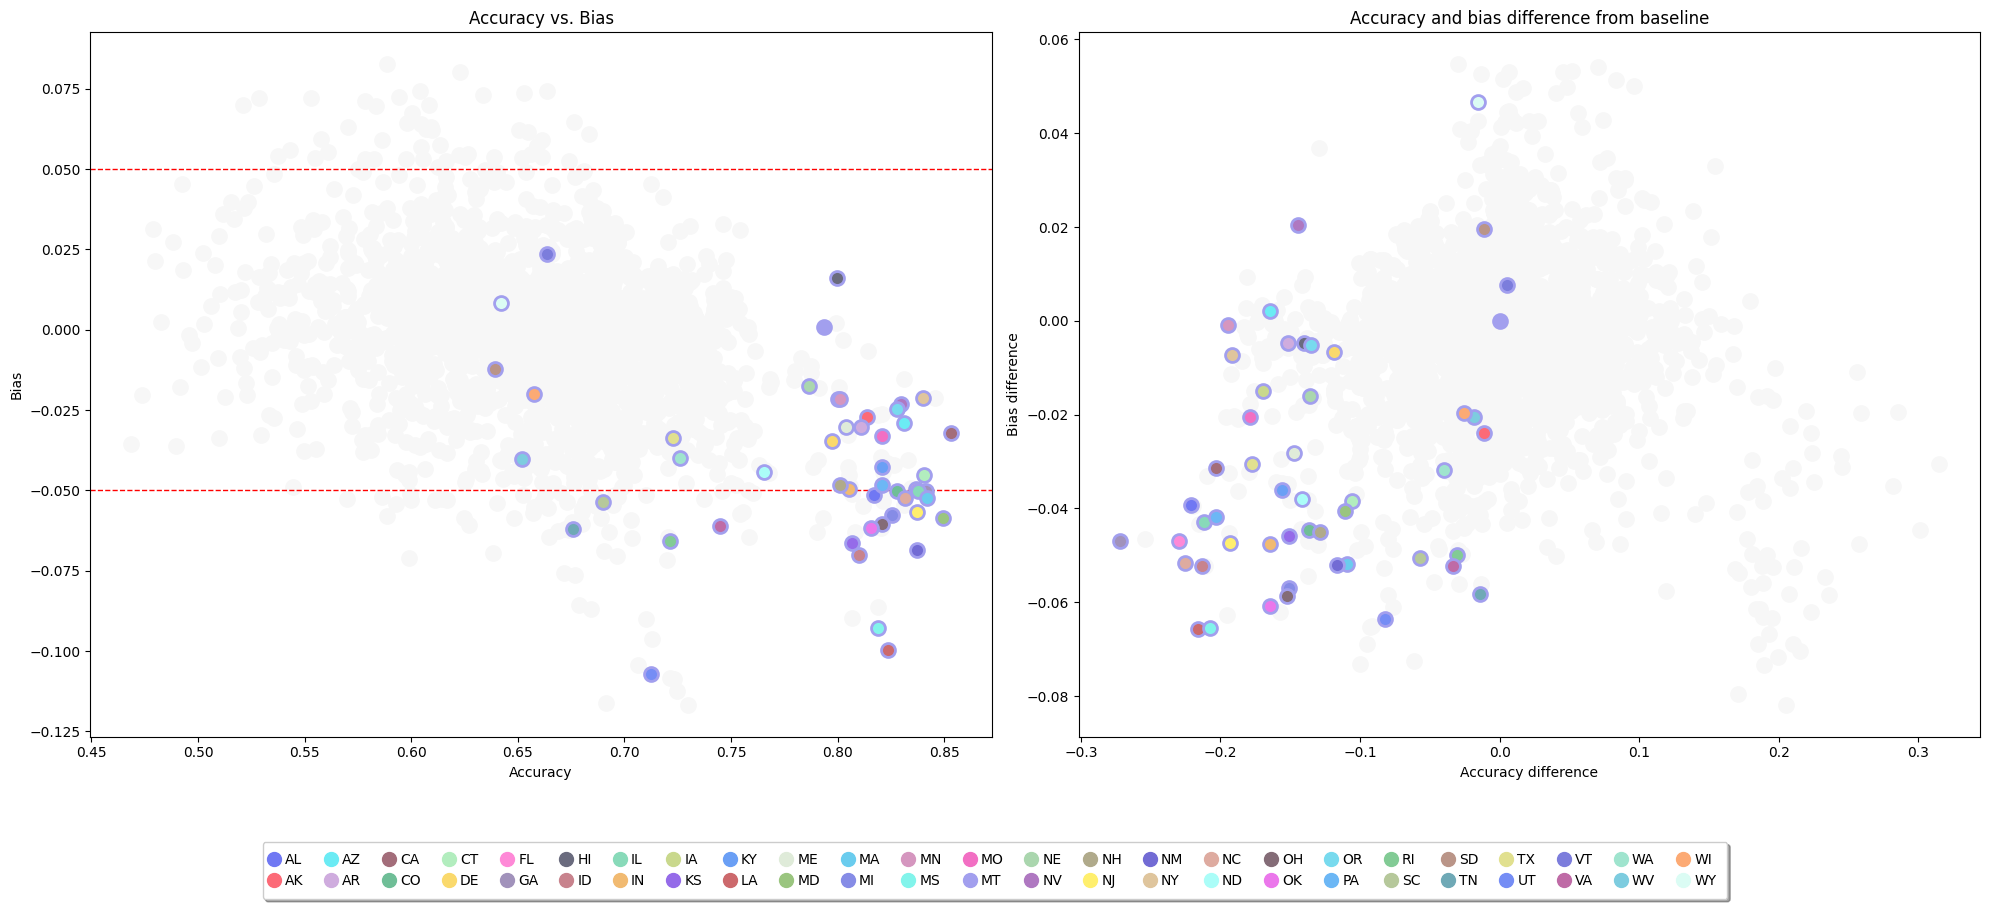 Accuracy vs. Bias
0.075
0.050
0.025
0.000
−0.025
−0.050
−0.075
−0.100
−0.125
Bias
0.45 0.50 0.55 0.60 0.65 0.70 0.75 0.80 0.85
Accuracy
Accuracy and bias difference from baseline
0.06
0.04
0.02
0.00
−0.02
−0.04
−0.06
−0.08
Bias difference
−0.3 −0.2 −0.1 0.0 0.1 0.2 0.3
Accuracy difference
AL AZ CA CT FL HI IL IA KY ME MA MN MO NE NH NM NC OH OR RI SD TX VT WA WI
AK AR CO DE GA ID IN KS LA MD MI MS MT NV NJ NY ND OK PA SC TN UT VA WV WY